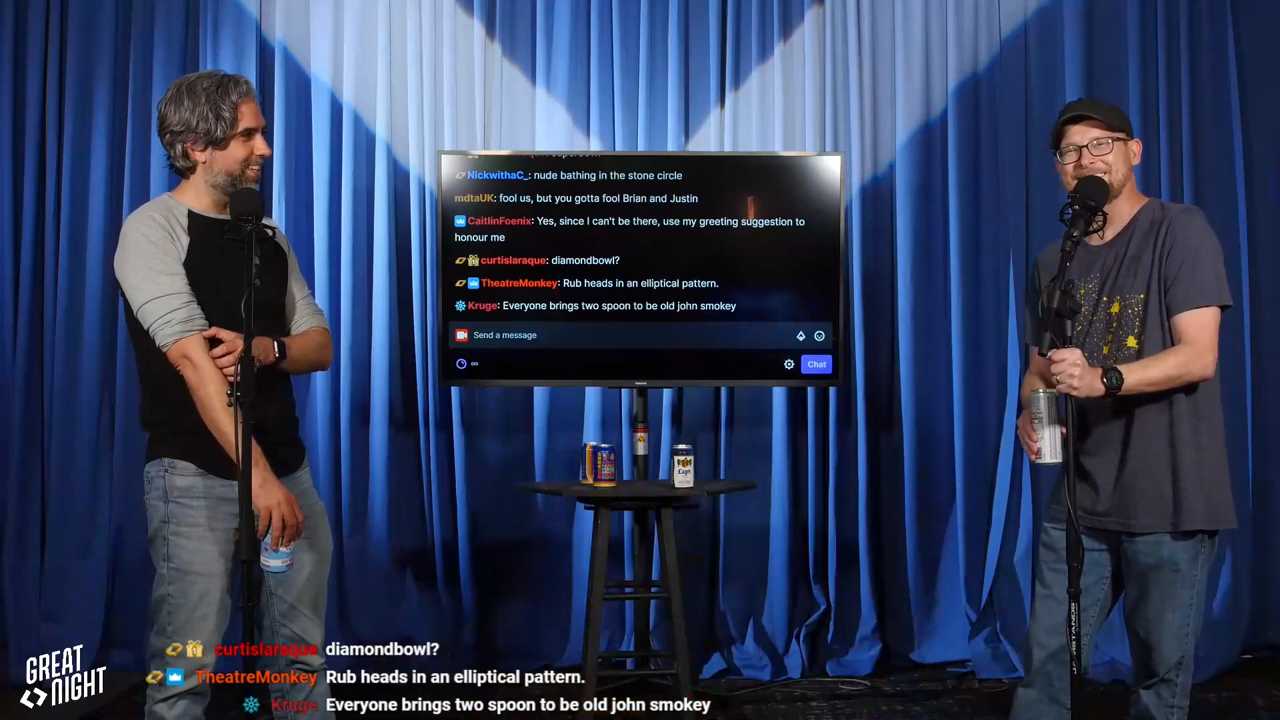 NickwithaC_: nude bathing in the stone circle
mdtaUK: fool us, but you gotta fool Brian and Justin
CaitlinFoenix: Yes, since I can't be there, use my greeting suggestion to
honour me
curtislaraque: diamondbowl?
TheatreMonkey: Rub heads in an elliptical pattern.
Kruge: Everyone brings two spoon to be old john smokey
Send a message
∞
Chat
Lager
JAMSTANDS
GREAT
NIGHT
curtislaraque diamondbowl?
TheatreMonkey Rub heads in an elliptical pattern.
Kruge Everyone brings two spoon to be old john smokey